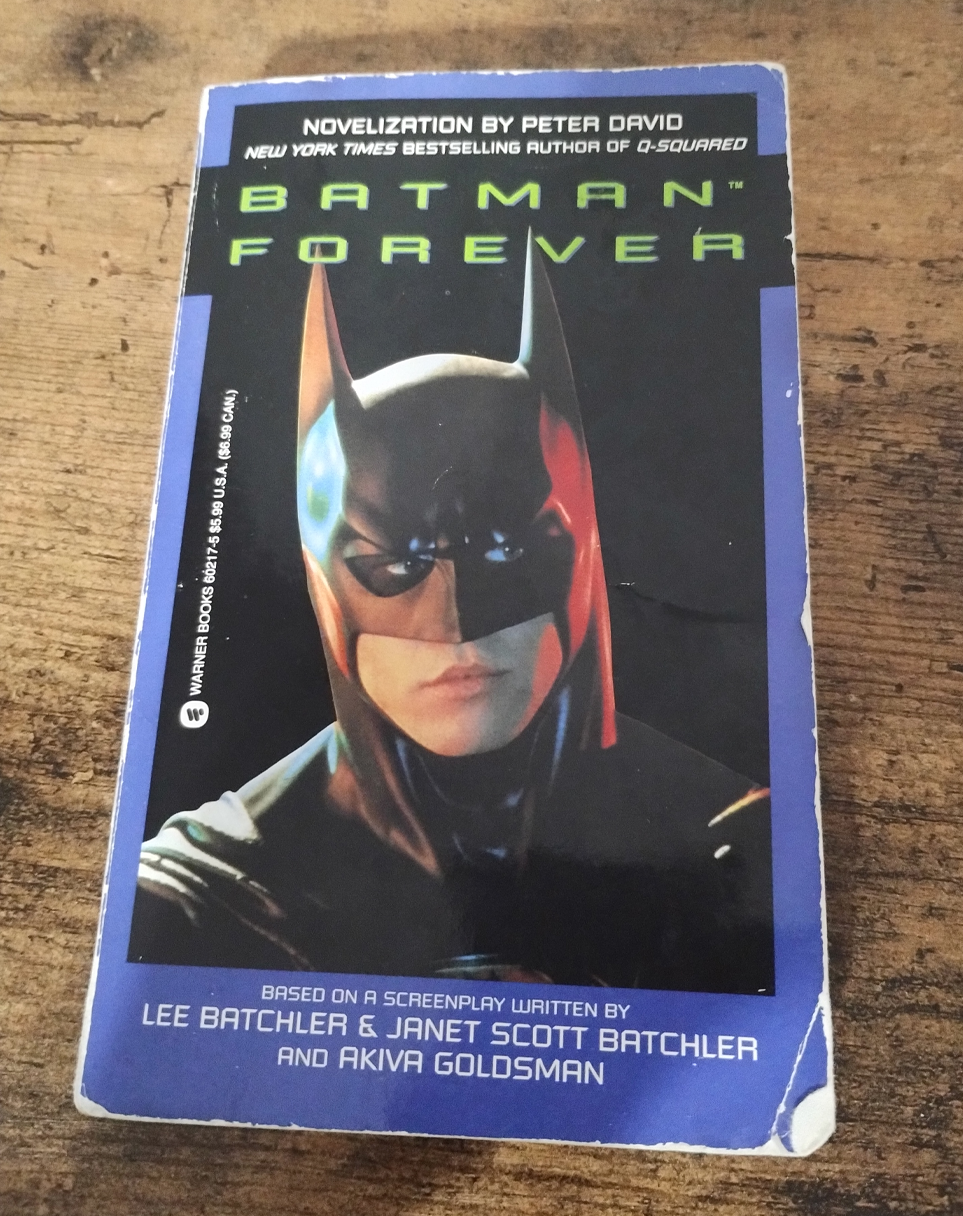 NOVELIZATION BY PETER DAVID
NEW YORK TIMES BESTSELLING AUTHOR OF Q-SQUARED
BATMAN™
FOREVER
WARNER BOOKS 60217-5 $5.99 U.S.A. ($6.99 CAN.)
BASED ON A SCREENPLAY WRITTEN BY
LEE BATCHLER & JANET SCOTT BATCHLER
AND AKIVA GOLDSMAN